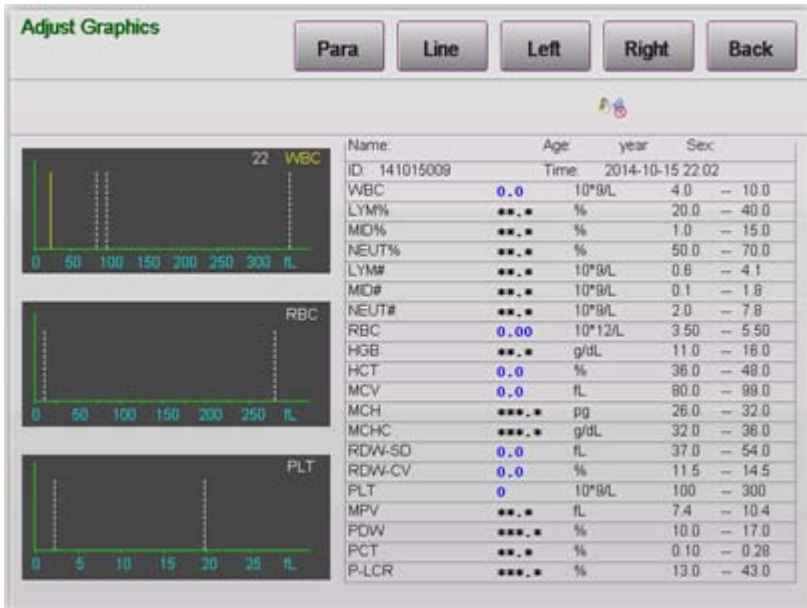 Adjust Graphics
Para Line Left Right Back
22 WBC
0 50 100 150 200 250 300 fL
RBC
0 50 100 150 200 250 fL
PLT
0 5 10 15 20 25 fL
Name: Age: year Sex:
ID: 141015009 Time: 2014-10-15 22:02
WBC 0.0 10*9/L 4.0 -- 10.0
LYM% **.* % 20.0 -- 40.0
MID% **.* % 1.0 -- 15.0
NEUT% **.* % 50.0 -- 70.0
LYM# **.* 10*9/L 0.6 -- 4.1
MID# **.* 10*9/L 0.1 -- 1.8
NEUT# **.* 10*9/L 2.0 -- 7.8
RBC 0.00 10*12/L 3.50 -- 5.50
HGB **.* g/dL 11.0 -- 16.0
HCT 0.0 % 36.0 -- 48.0
MCV 0.0 fL 80.0 -- 99.0
MCH ***.* pg 26.0 -- 32.0
MCHC ***.* g/dL 32.0 -- 36.0
RDW-SD 0.0 fL 37.0 -- 54.0
RDW-CV 0.0 % 11.5 -- 14.5
PLT 0 10*9/L 100 -- 300
MPV **.* fL 7.4 -- 10.4
PDW ***.* % 10.0 -- 17.0
PCT **.* % 0.10 -- 0.28
P-LCR ***.* % 13.0 -- 43.0